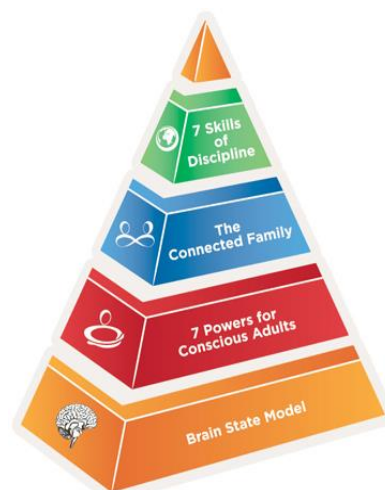 7 Skills
of
Discipline
The
Connected Family
7 Powers for
Conscious Adults
Brain State Model